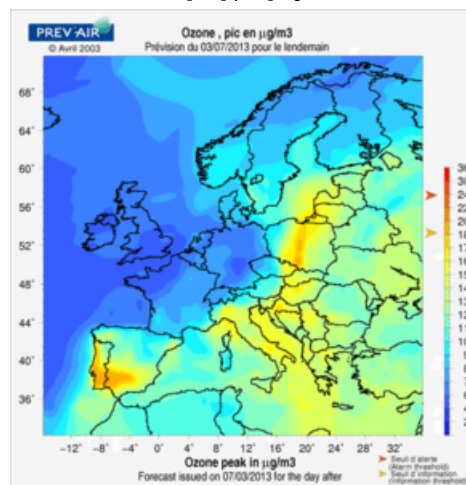 PREV'AIR
© Avril 2003
Ozone , pic en µg/m3
Prévision du 03/07/2013 pour le lendemain
68°
64°
60°
56°
52°
48°
44°
40°
36°
−12°
−8°
−4°
0°
4°
8°
12°
16°
20°
24°
28°
32°
Ozone peak in µg/m3
Forecast issued on 07/03/2013 for the day after
Seuil d'alerte
(Alarm threshold)
Seuil d'information
(Information threshold)